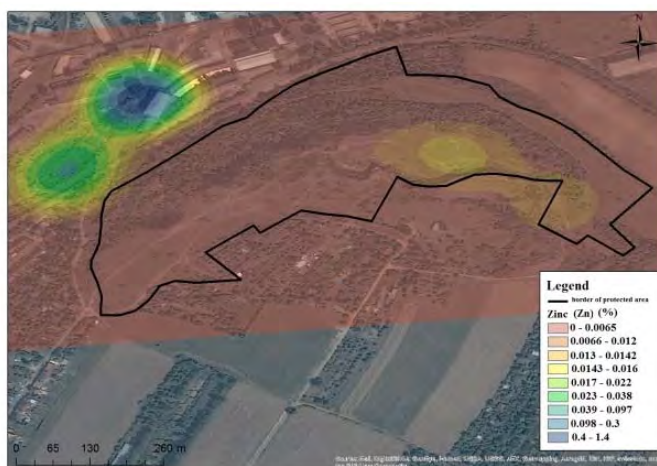 N
Legend
border of protected area
Zinc (Zn) (%)
0 - 0.0065
0.0066 - 0.012
0.013 - 0.0142
0.0143 - 0.016
0.017 - 0.022
0.023 - 0.038
0.039 - 0.097
0.098 - 0.3
0.4 - 1.4
0 65 130 260 m